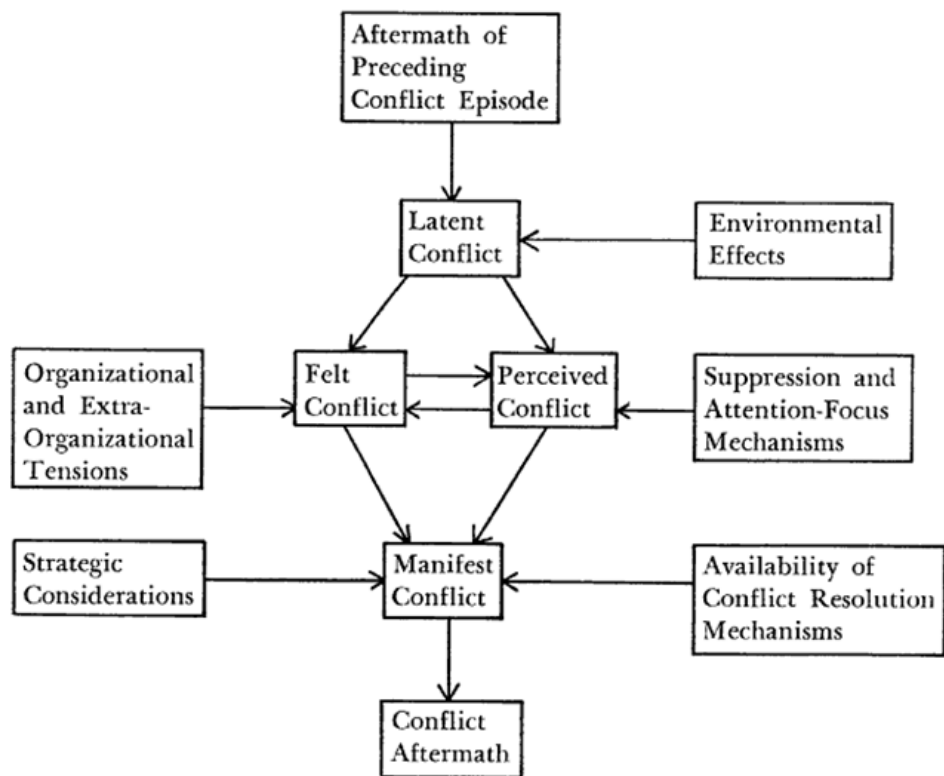 Aftermath of
Preceding
Conflict Episode
Latent
Conflict
Environmental
Effects
Organizational
and Extra-
Organizational
Tensions
Felt
Conflict
Perceived
Conflict
Suppression and
Attention-Focus
Mechanisms
Strategic
Considerations
Manifest
Conflict
Availability of
Conflict Resolution
Mechanisms
Conflict
Aftermath